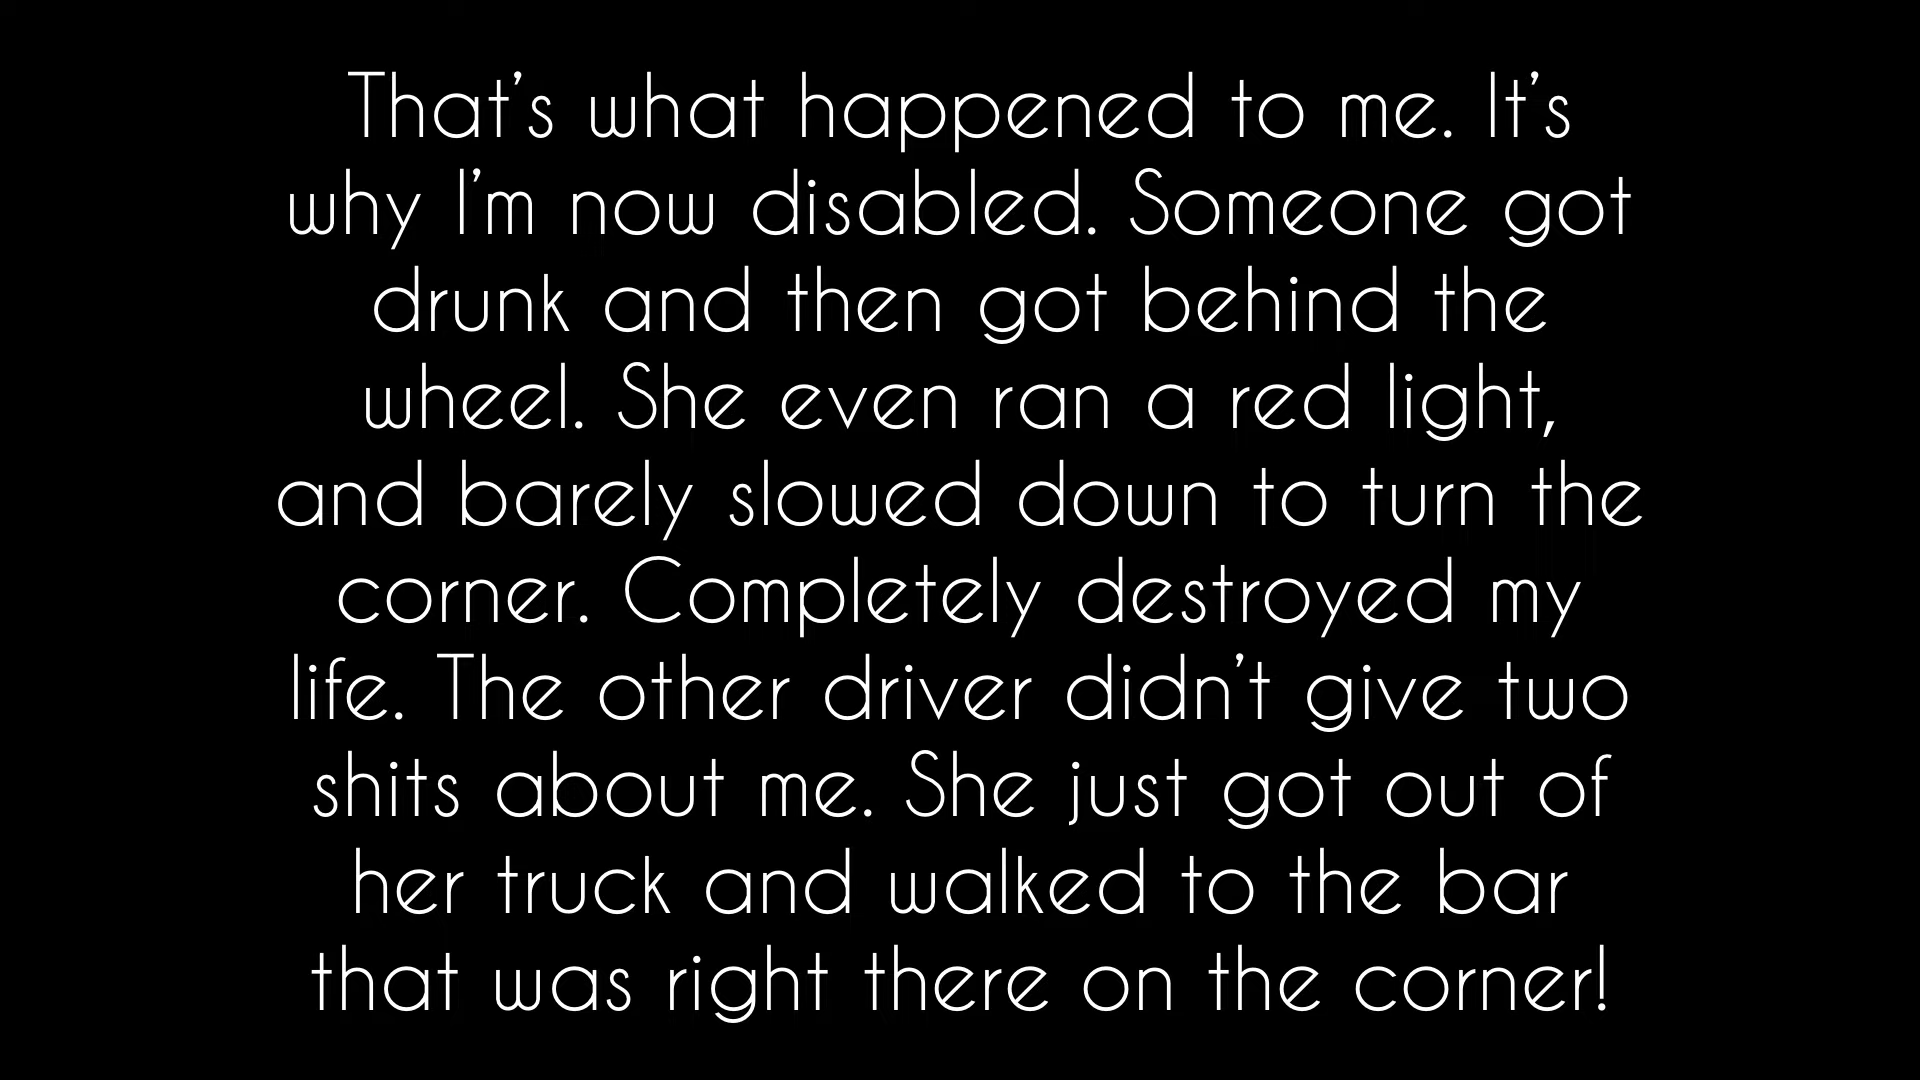 That's what happened to me. It's
why I'm now disabled. Someone got
drunk and then got behind the
wheel. She even ran a red light,
and barely slowed down to turn the
corner. Completely destroyed my
life. The other driver didn't give two
shits about me. She just got out of
her truck and walked to the bar
that was right there on the corner!